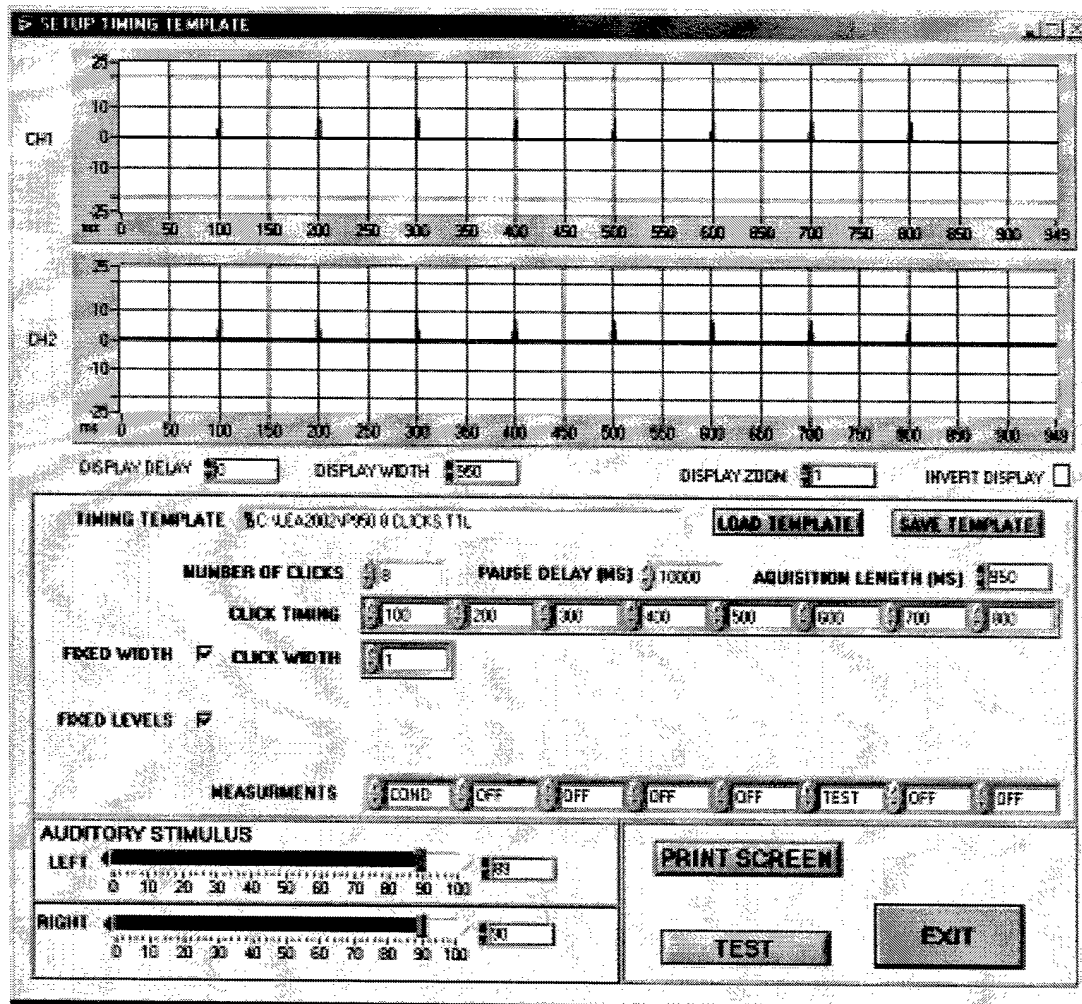 SETUP TIMING TEMPLATE
25
10
CH1 0
-10
-25
0 50 100 150 200 250 300 350 400 450 500 550 600 650 700 750 800 850 900 949
25
10
CH2 0
-10
-25
ms 0 50 100 150 200 250 300 350 400 450 500 550 600 650 700 750 800 850 900 949
DISPLAY DELAY 0 DISPLAY WIDTH 950 DISPLAY ZOOM 1 INVERT DISPLAY
TIMING TEMPLATE LOAD TEMPLATE SAVE TEMPLATE
NUMBER OF CLICKS 8 PAUSE DELAY (MS) 10000 AQUISITION LENGTH (MS) 950
CLICK TIMING 100 200 300 400 500 600 700 800
FIXED WIDTH CLICK WIDTH 1
FIXED LEVELS
MEASURMENTS COND OFF OFF OFF OFF TEST OFF OFF
AUDITORY STIMULUS
LEFT 89
0 10 20 30 40 50 60 70 80 90 100
RIGHT 90
0 10 20 30 40 50 60 70 80 90 100
PRINT SCREEN
TEST
EXIT